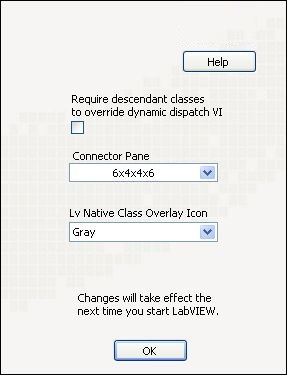 Help
Require descendant classes
to override dynamic dispatch VI
Connector Pane
6x4x4x6
Lv Native Class Overlay Icon
Gray
Changes will take effect the
next time you start LabVIEW.
OK